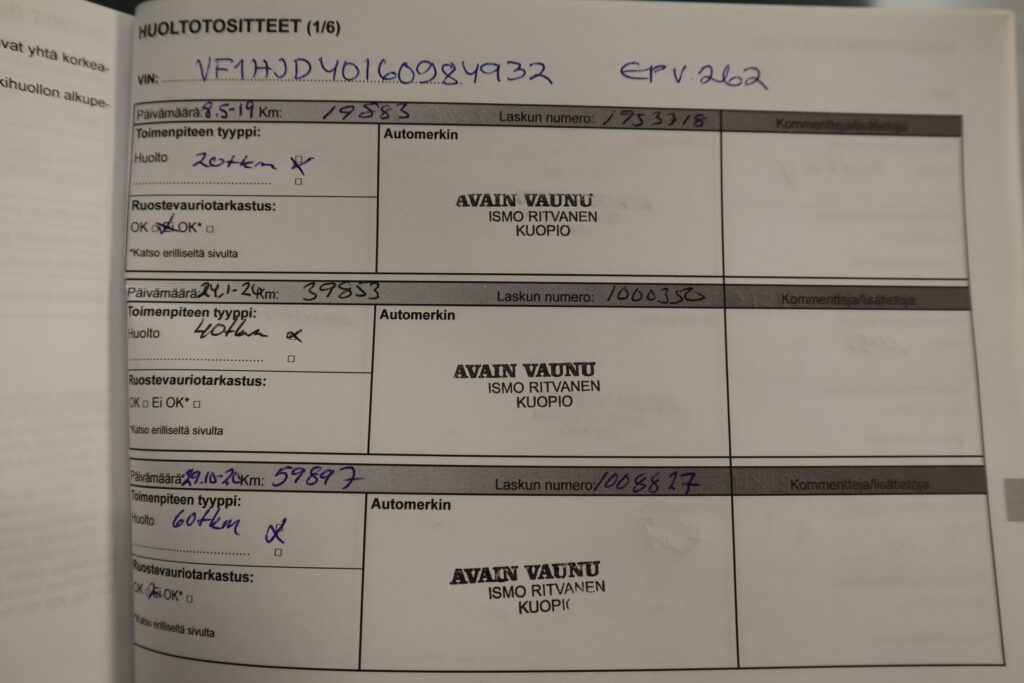 vat yhtä korkea-
kihuollon alkupe-
HUOLTOTOSITTEET (1/6)
VIN: VF1HJD40160984932 EPV-262
Päivämäärä: 8.5-19 Km: 19583 Laskun numero: 1953718 Kommentteja/lisätietoja
Toimenpiteen tyyppi: Automerkin
Huolto 20tkm
AVAIN VAUNU
ISMO RITVANEN
KUOPIO
Ruostevauriotarkastus:
OK Ei OK*
*Katso erilliseltä sivulta
Päivämäärä: 24.1-20 Km: 39853 Laskun numero: 1000350 Kommentteja/lisätietoja
Toimenpiteen tyyppi: Automerkin
Huolto 40tkm
AVAIN VAUNU
ISMO RITVANEN
KUOPIO
Ruostevauriotarkastus:
OK Ei OK*
*Katso erilliseltä sivulta
Päivämäärä: 29.10-20 Km: 59897 Laskun numero: 1008827 Kommentteja/lisätietoja
Toimenpiteen tyyppi: Automerkin
Huolto 60tkm
AVAIN VAUNU
ISMO RITVANEN
KUOPI
Ruostevauriotarkastus:
OK Ei OK*
*Katso erilliseltä sivulta